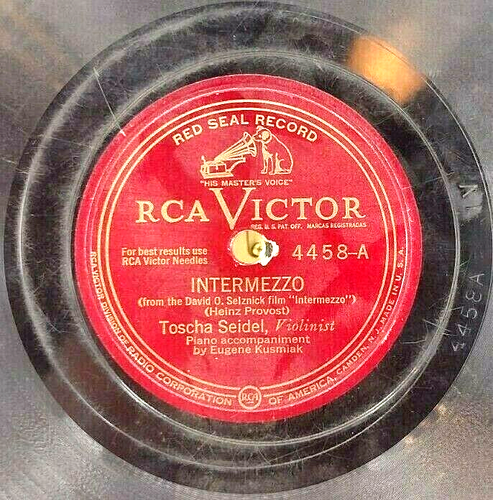 RED SEAL RECORD
"HIS MASTER'S VOICE"
RCA VICTOR
REG. U. S. PAT. OFF. MARCAS REGISTRADAS
For best results use
RCA Victor Needles
4458-A
INTERMEZZO
(from the David O. Selznick film "Intermezzo")
(Heinz Provost)
Toscha Seidel, Violinist
Piano accompaniment
by Eugene Kusmiak
RCA VICTOR DIVISION OF RADIO CORPORATION OF AMERICA, CAMDEN, N.J. MADE IN U.S.A.
RCA
4458A